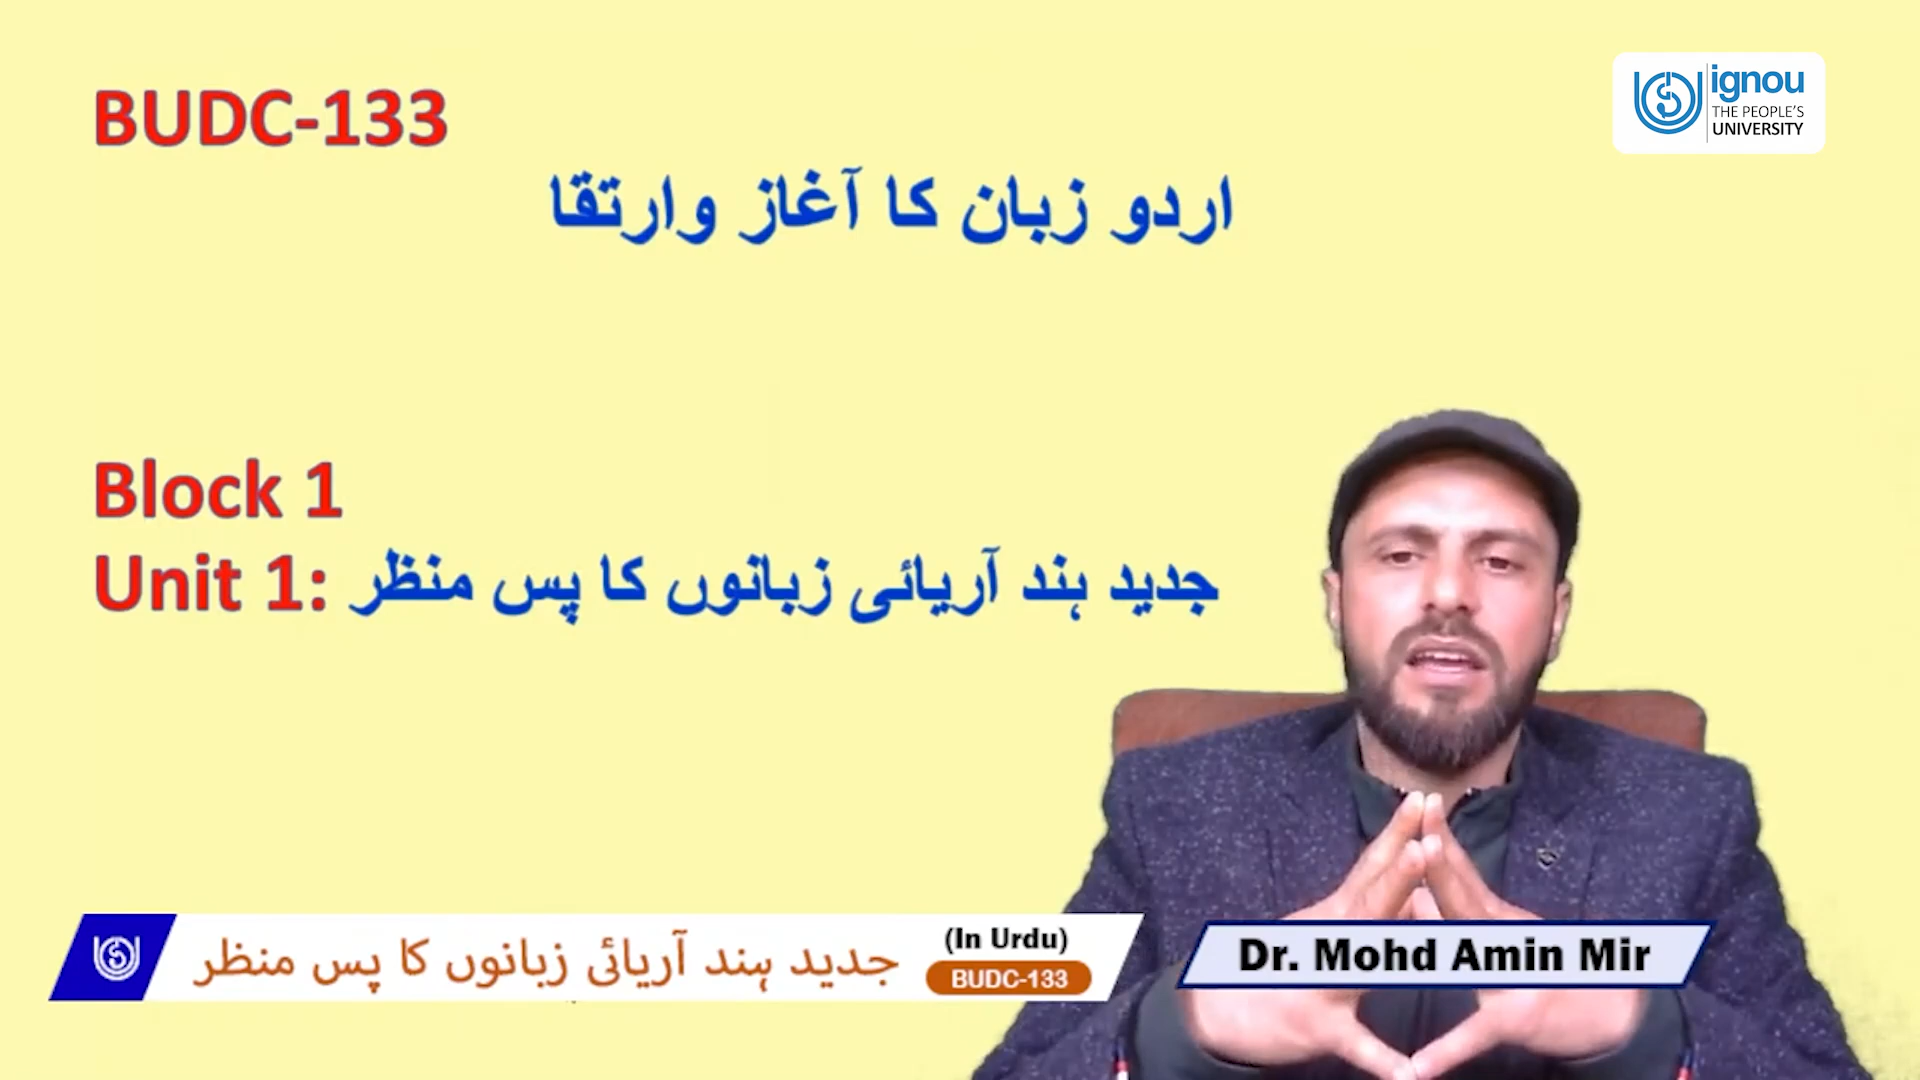 BUDC-133
ignou
THE PEOPLE'S
UNIVERSITY
اردو زبان کا آغاز وارتقا
Block 1
Unit 1: جدید ہند آریائی زبانوں کا پس منظر
جدید ہند آریائی زبانوں کا پس منظر
(In Urdu)
BUDC-133
Dr. Mohd Amin Mir